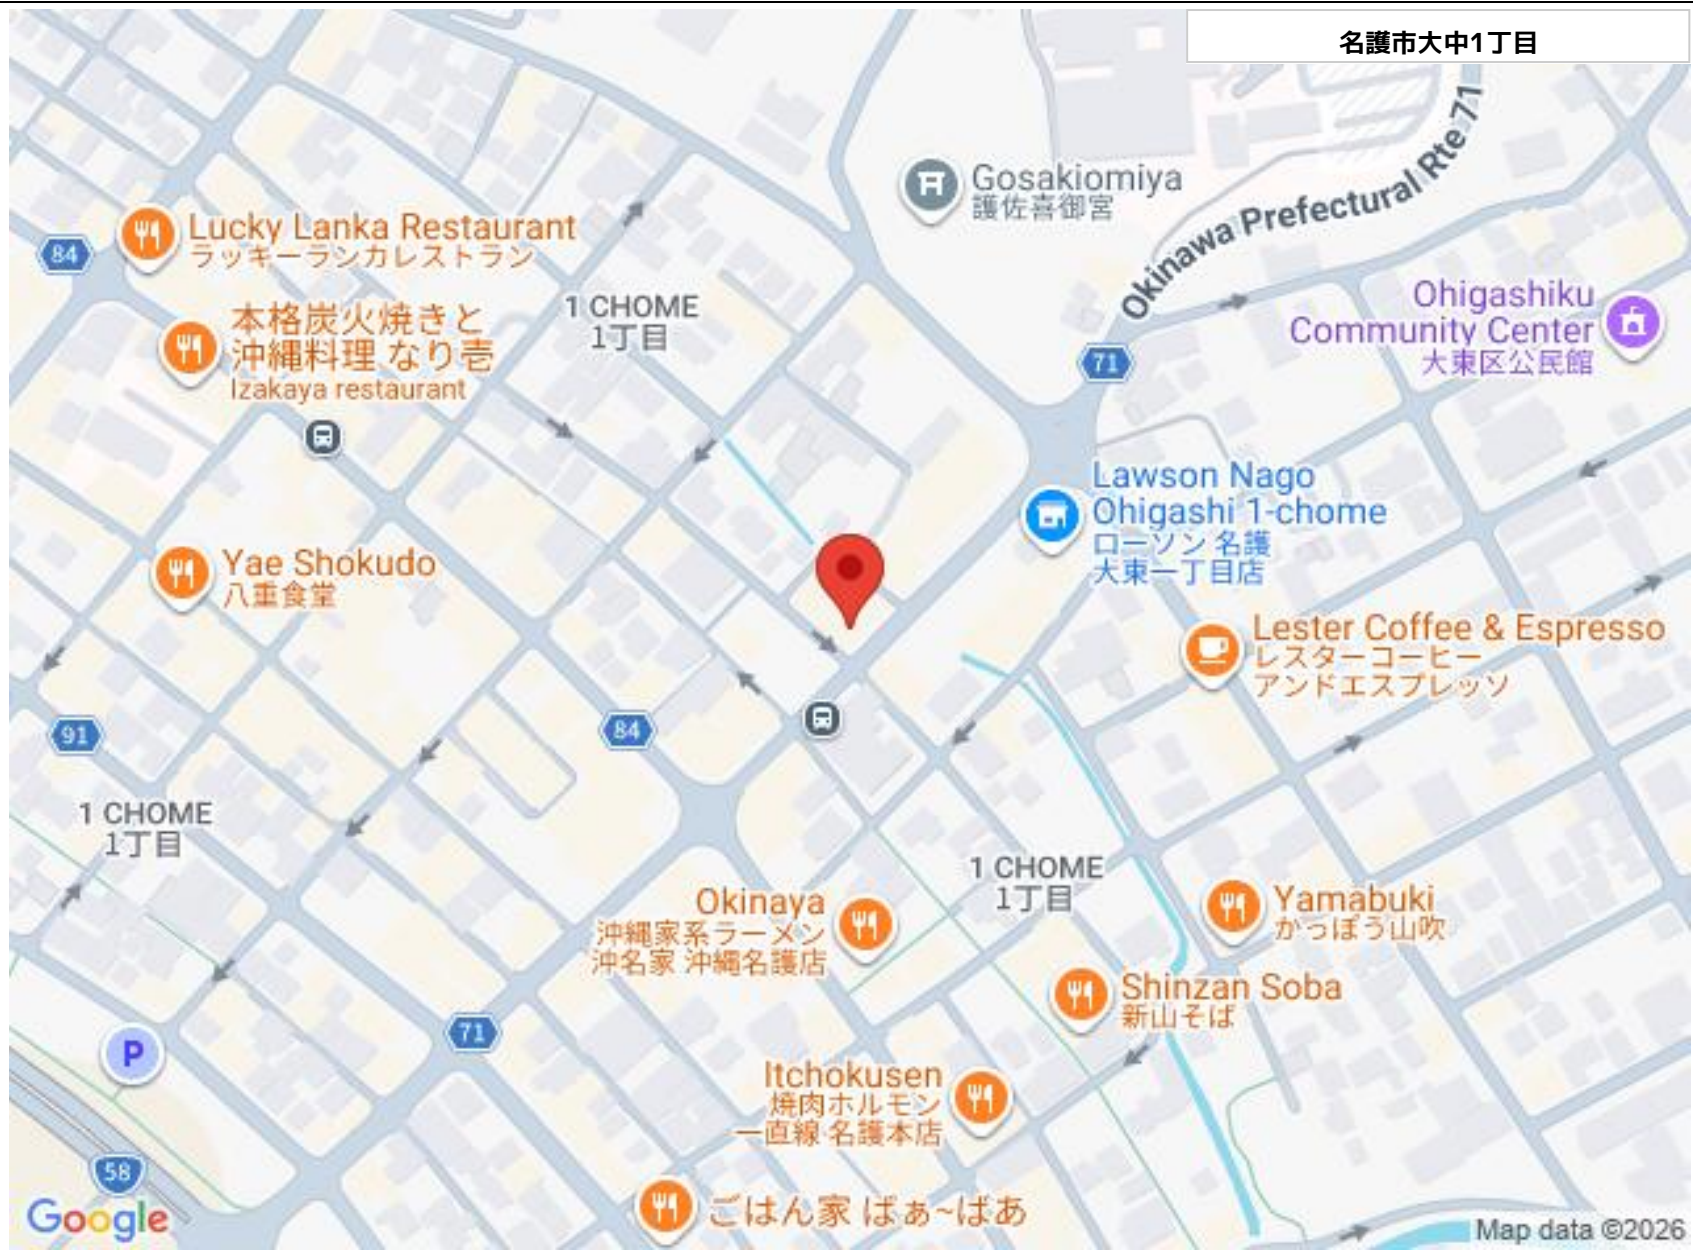 名護市大中1丁目
Okinawa Prefectural Rte 71
Gosakiomiya
護佐喜御宮
Lucky Lanka Restaurant
ラッキーランカレストラン
84
本格炭火焼きと
沖縄料理 なり壱
Izakaya restaurant
1 CHOME
1丁目
Ohigashiku
Community Center
大東区公民館
71
Lawson Nago
Ohigashi 1-chome
ローソン 名護
大東一丁目店
Yae Shokudo
八重食堂
Lester Coffee & Espresso
レスターコーヒー
アンドエスプレッソ
91
84
1 CHOME
1丁目
1 CHOME
1丁目
Okinaya
沖縄家系ラーメン
沖名家 沖縄名護店
Yamabuki
かっぽう山吹
Shinzan Soba
新山そば
71
P
Itchokusen
焼肉ホルモン
一直線 名護本店
58
ごはん家 ばぁ~ばあ
Google
Map data ©2026